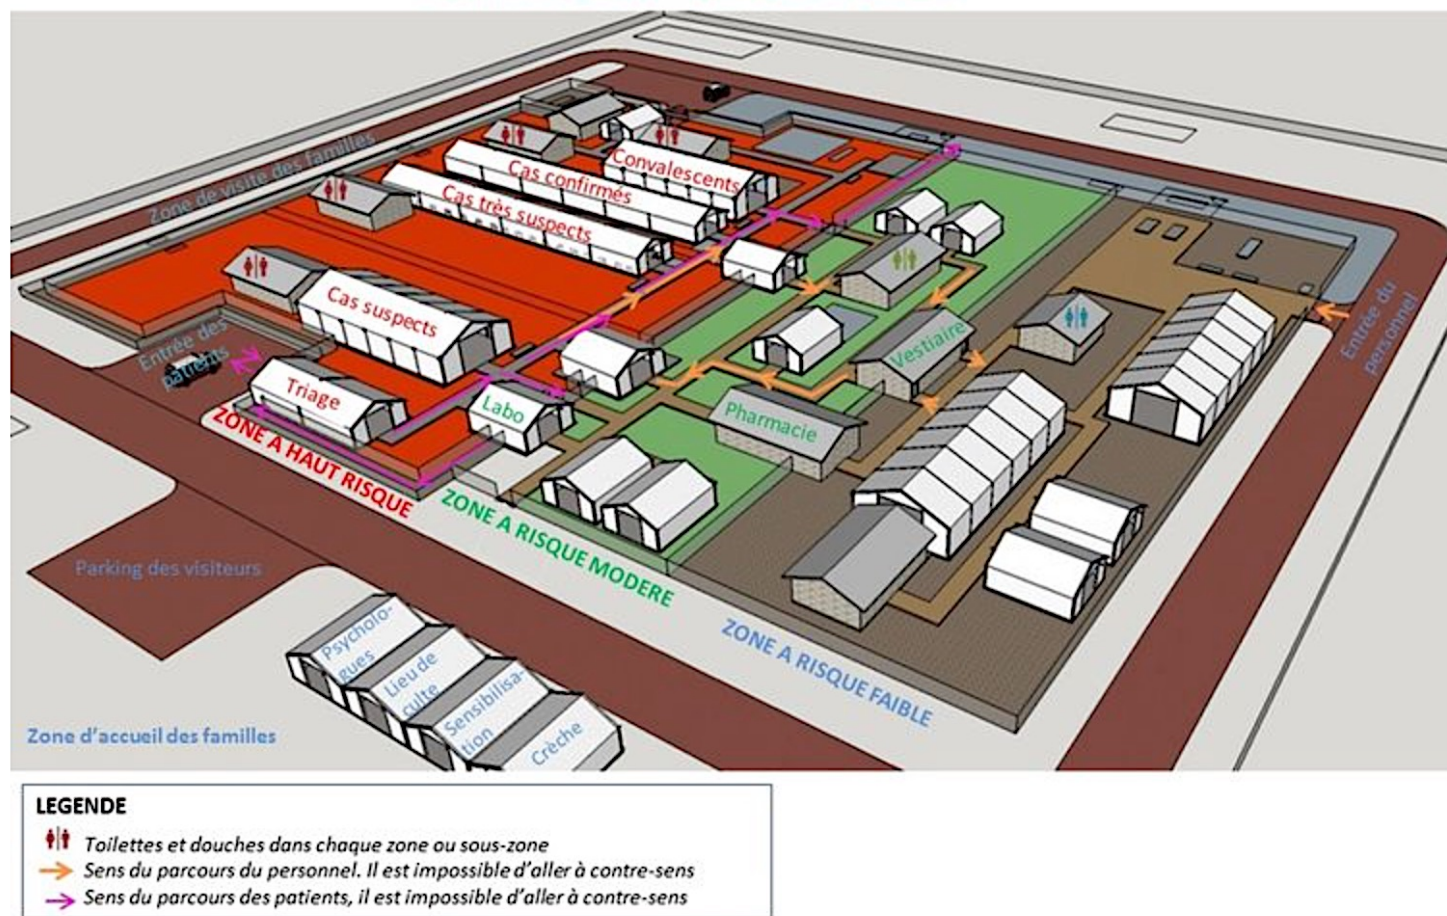 Zone de visite des familles
Convalescents
Cas confirmés
Cas très suspects
Cas suspects
Entrée des
patients
Triage
Labo
Vestiaire
Pharmacie
Entrée du
personnel
ZONE A HAUT RISQUE
ZONE A RISQUE MODERE
ZONE A RISQUE FAIBLE
Parking des visiteurs
Psycholo-
gues
Lieu de
culte
Sensibilisa-
tion
Crèche
Zone d'accueil des familles
LEGENDE
Toilettes et douches dans chaque zone ou sous-zone
Sens du parcours du personnel. Il est impossible d'aller à contre-sens
Sens du parcours des patients, il est impossible d'aller à contre-sens